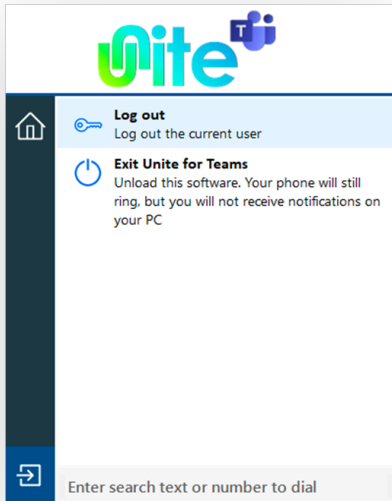 Unite
T
Log out
Log out the current user
Exit Unite for Teams
Unload this software. Your phone will still
ring, but you will not receive notifications on
your PC
Enter search text or number to dial